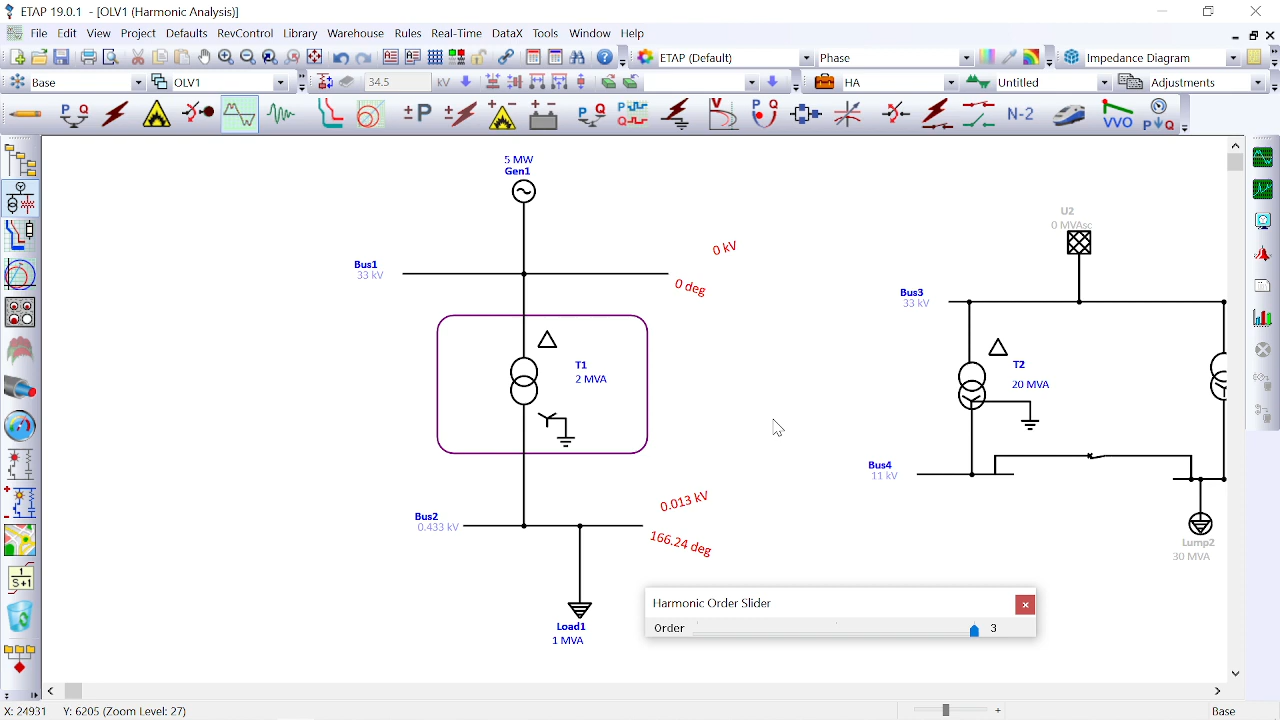 ETAP 19.0.1 - [OLV1 (Harmonic Analysis)]
File Edit View Project Library Warehouse Rules Real-Time DataX Tools RevControl Defaults Window Help
ETAP (Default) Phase Impedance Diagram
Base OLV1 34.5 kV HA Untitled Adjustments
P Q ± P P Q P Q V P Q N-2 VVO P Q
5 MW
Gen1
Bus1
33 kV
0 kV
0 deg
T1
2 MVA
Bus2
0.433 kV
0.013 kV
166.24 deg
Load1
1 MVA
U2
0 MVAsc
Bus3
33 kV
T2
20 MVA
Bus4
11 kV
Lump2
30 MVA
Harmonic Order Slider
Order 3
1
S+1
X: 24931 Y: 6205 (Zoom Level: 27) Base